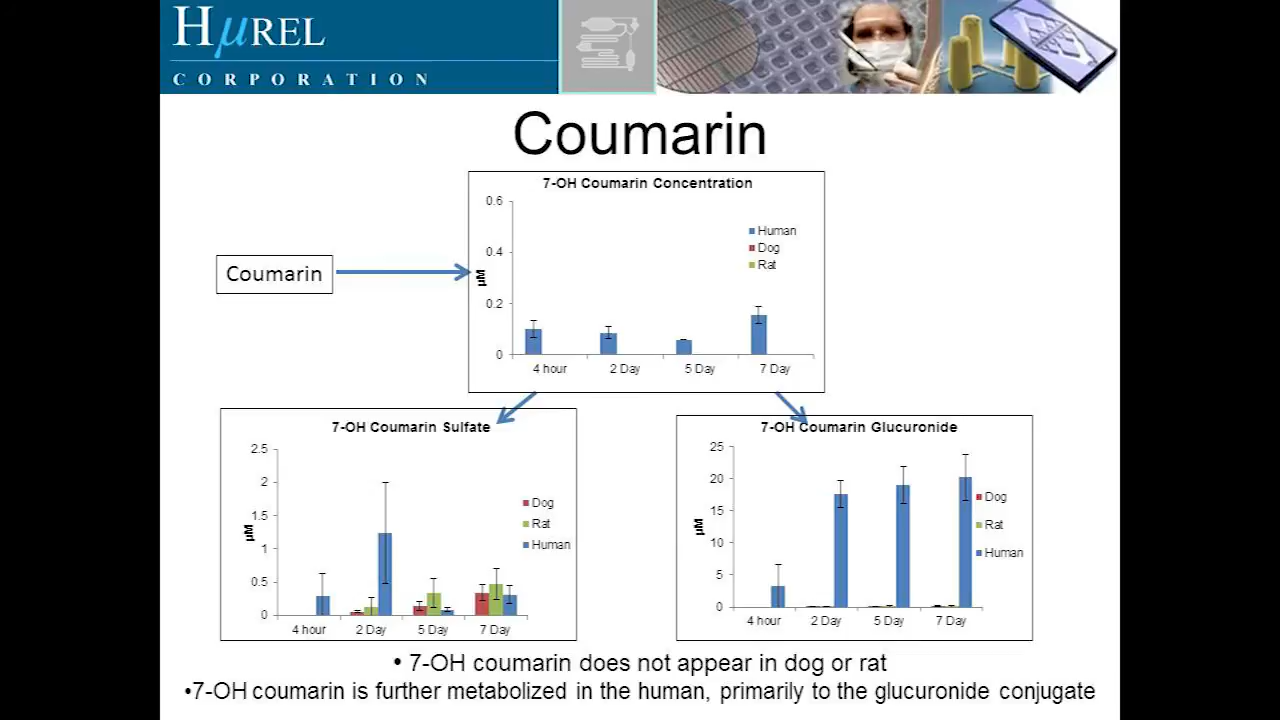 HµREL
CORPORATION
Coumarin
7-OH Coumarin Concentration
0.6
0.4
0.2
0
µM
Human
Dog
Rat
4 hour 2 Day 5 Day 7 Day
Coumarin
7-OH Coumarin Sulfate
2.5
2
1.5
1
0.5
0
µM
Dog
Rat
Human
4 hour 2 Day 5 Day 7 Day
7-OH Coumarin Glucuronide
25
20
15
10
5
0
µM
Dog
Rat
Human
4 hour 2 Day 5 Day 7 Day
• 7-OH coumarin does not appear in dog or rat
•7-OH coumarin is further metabolized in the human, primarily to the glucuronide conjugate